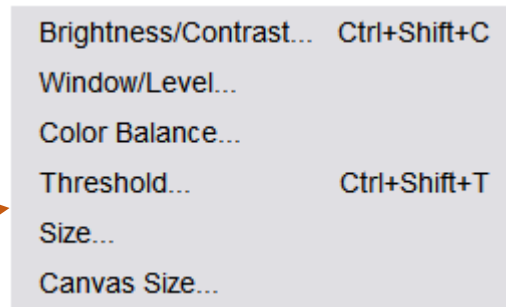 Brightness/Contrast... Ctrl+Shift+C
Window/Level...
Color Balance...
Threshold... Ctrl+Shift+T
Size...
Canvas Size...